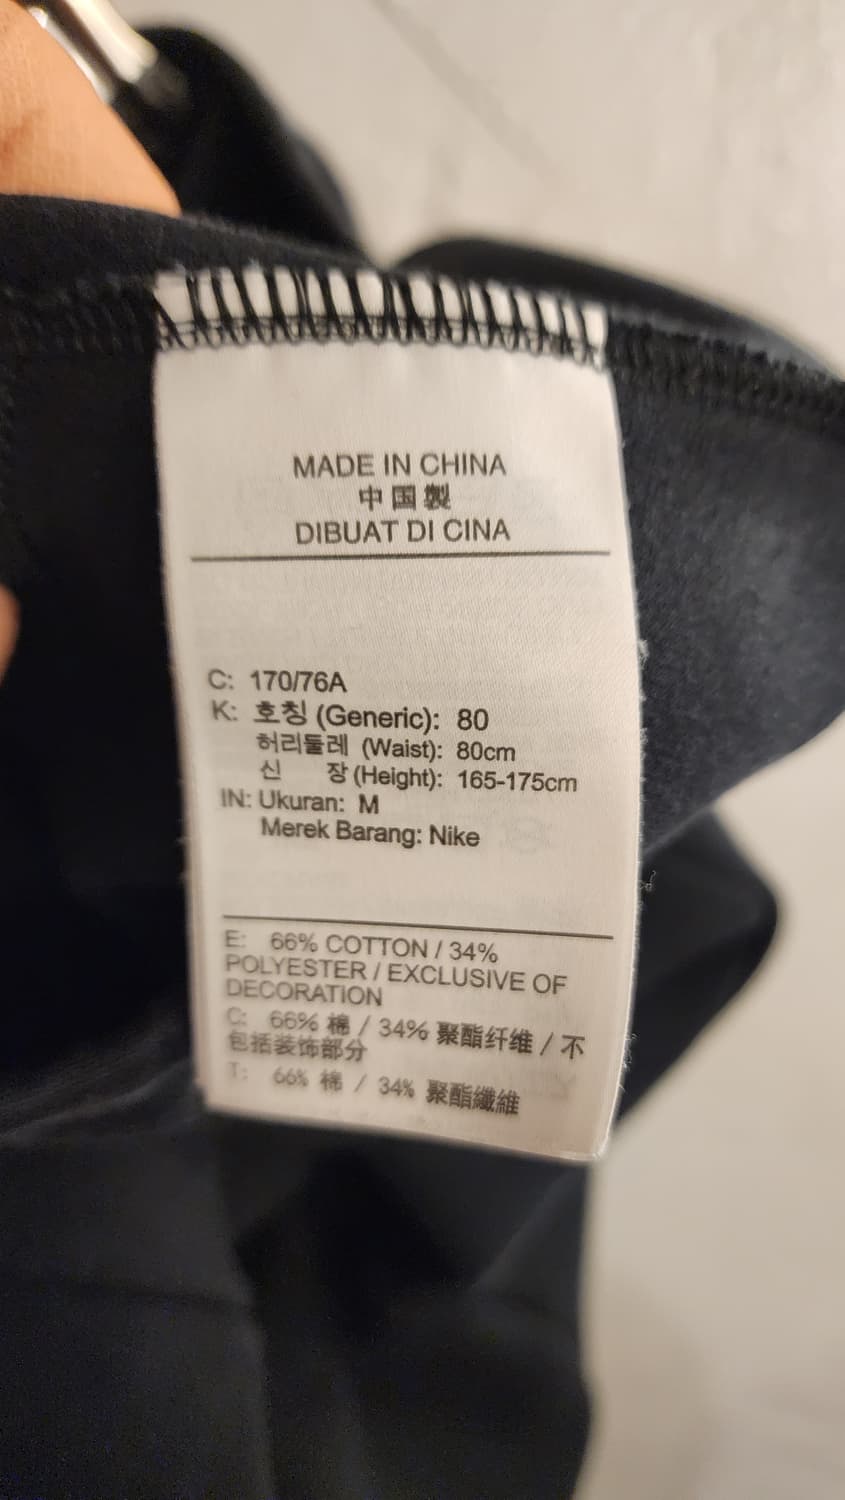 MADE IN CHINA
中国製
DIBUAT DI CINA
C: 170/76A
K: 호칭 (Generic): 80
허리둘레 (Waist): 80cm
신 장 (Height): 165-175cm
IN: Ukuran: M
Merek Barang: Nike
E: 66% COTTON / 34%
POLYESTER / EXCLUSIVE OF
DECORATION
C: 66% 棉 / 34% 聚酯纤维 / 不
包括装饰部分
T: 66% 棉 / 34% 聚酯纖維